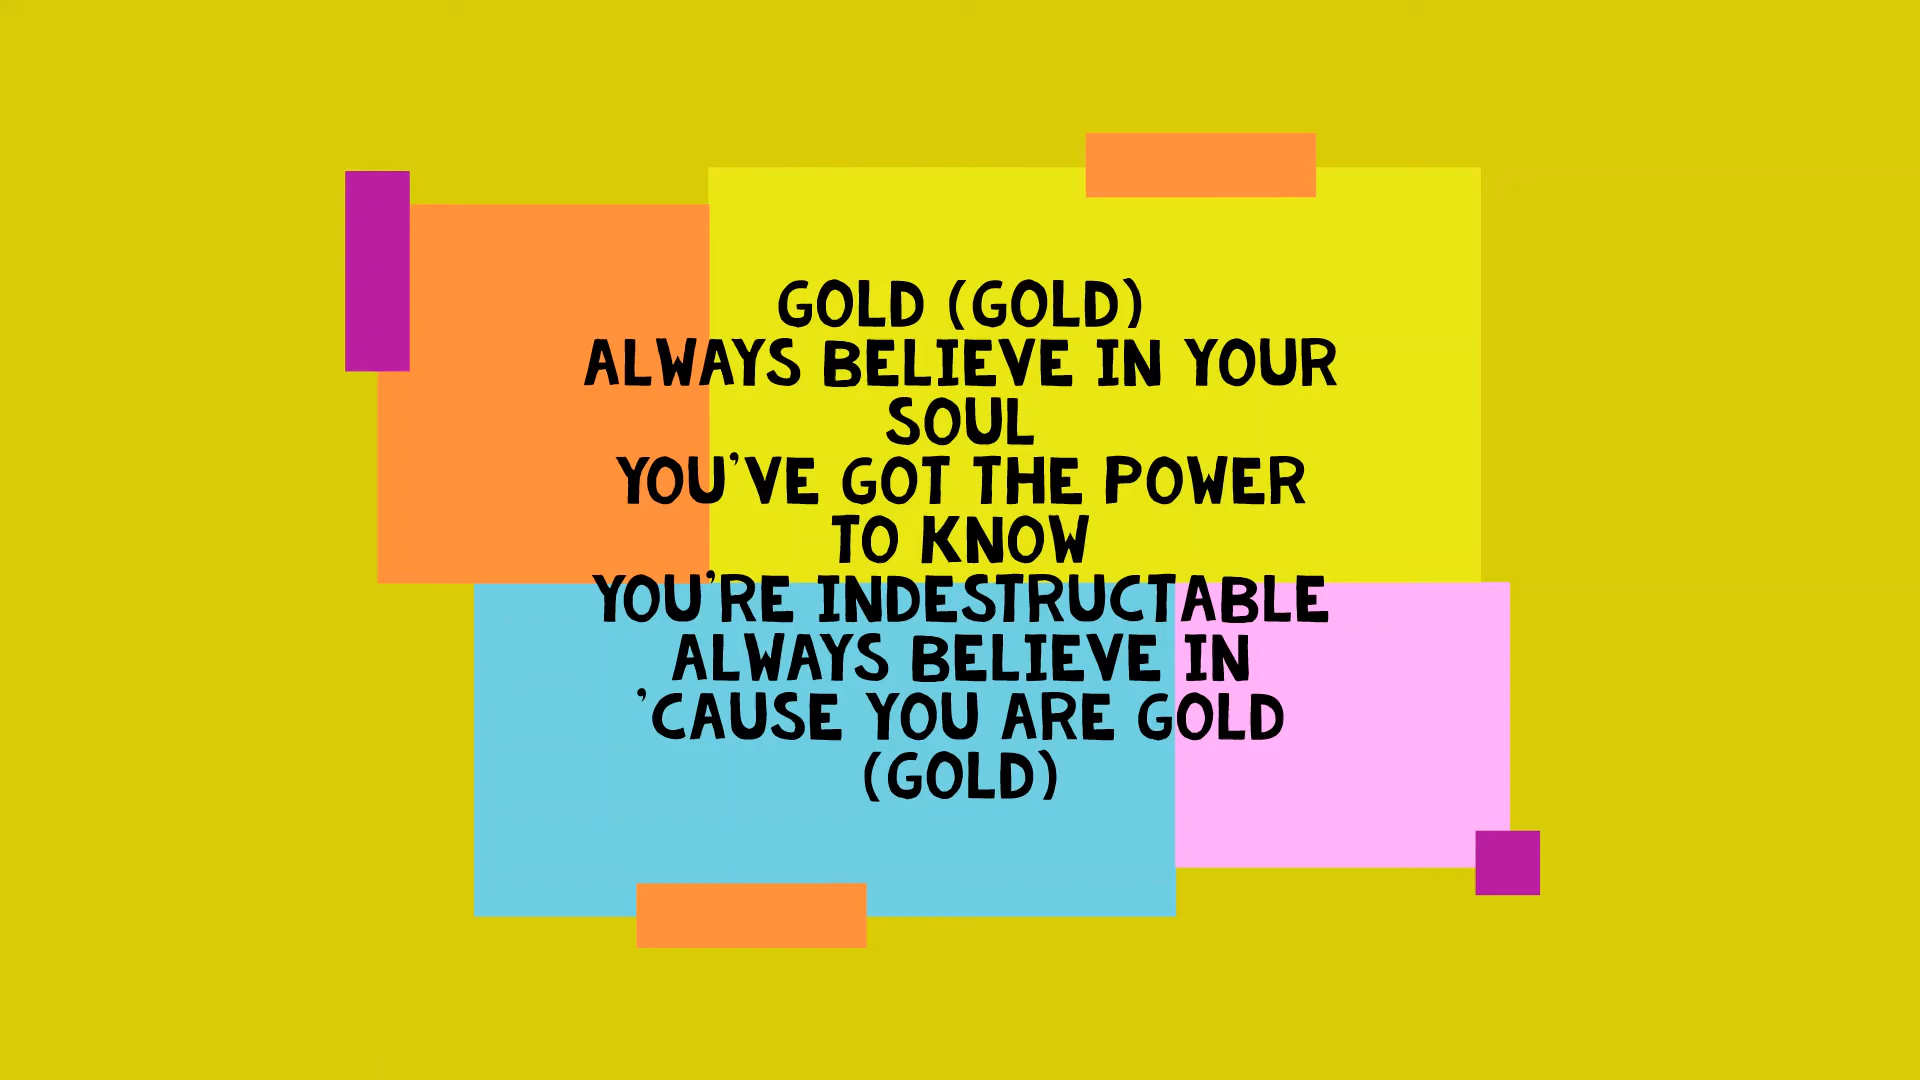 GOLD (GOLD)
ALWAYS BELIEVE IN YOUR
SOUL
YOU'VE GOT THE POWER
TO KNOW
YOU'RE INDESTRUCTABLE
ALWAYS BELIEVE IN
'CAUSE YOU ARE GOLD
(GOLD)